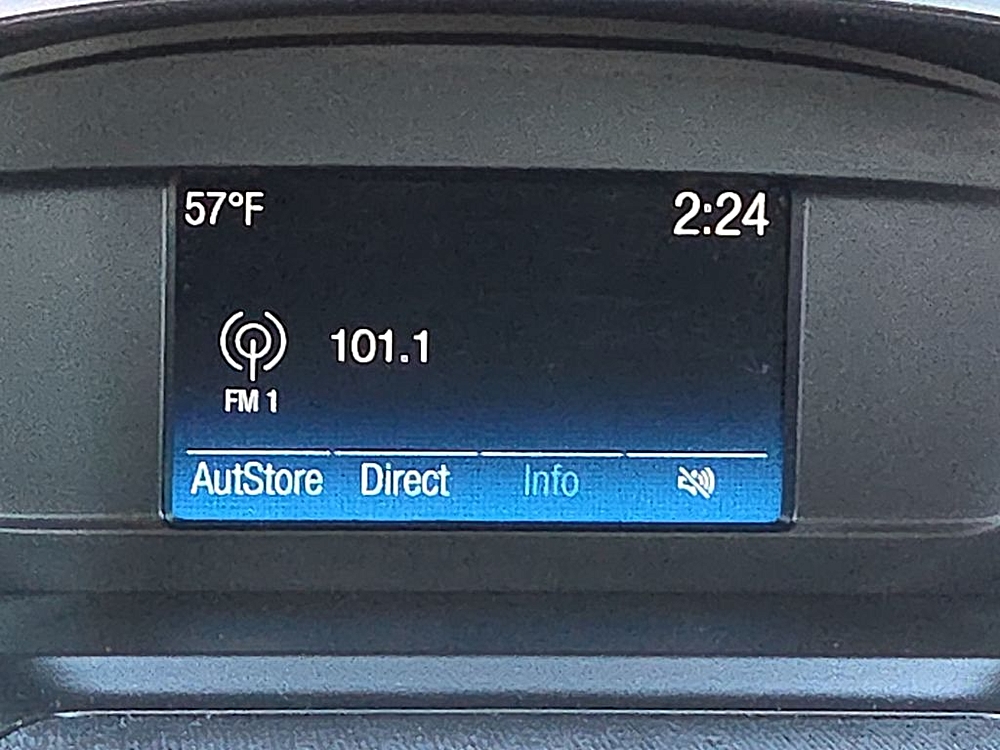 57°F
2:24
101.1
FM 1
AutStore
Direct
Info